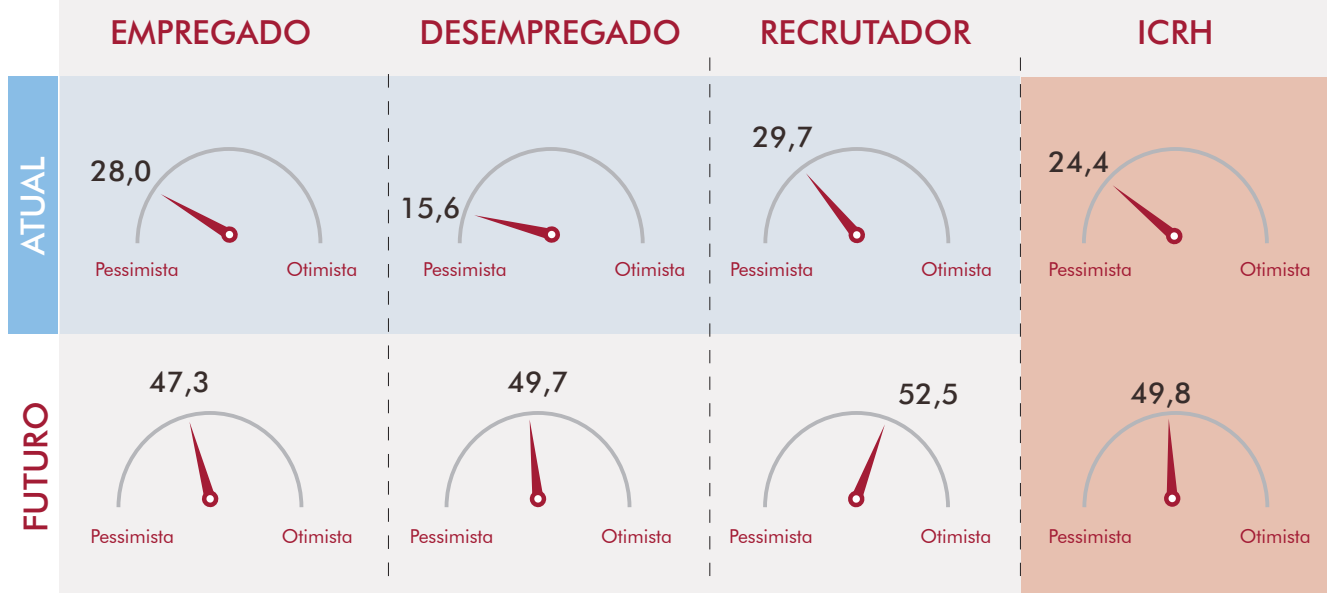 EMPREGADO
DESEMPREGADO
RECRUTADOR
ICRH
ATUAL
28,0
Pessimista
Otimista
15,6
Pessimista
Otimista
29,7
Pessimista
Otimista
24,4
Pessimista
Otimista
FUTURO
47,3
Pessimista
Otimista
49,7
Pessimista
Otimista
52,5
Pessimista
Otimista
49,8
Pessimista
Otimista